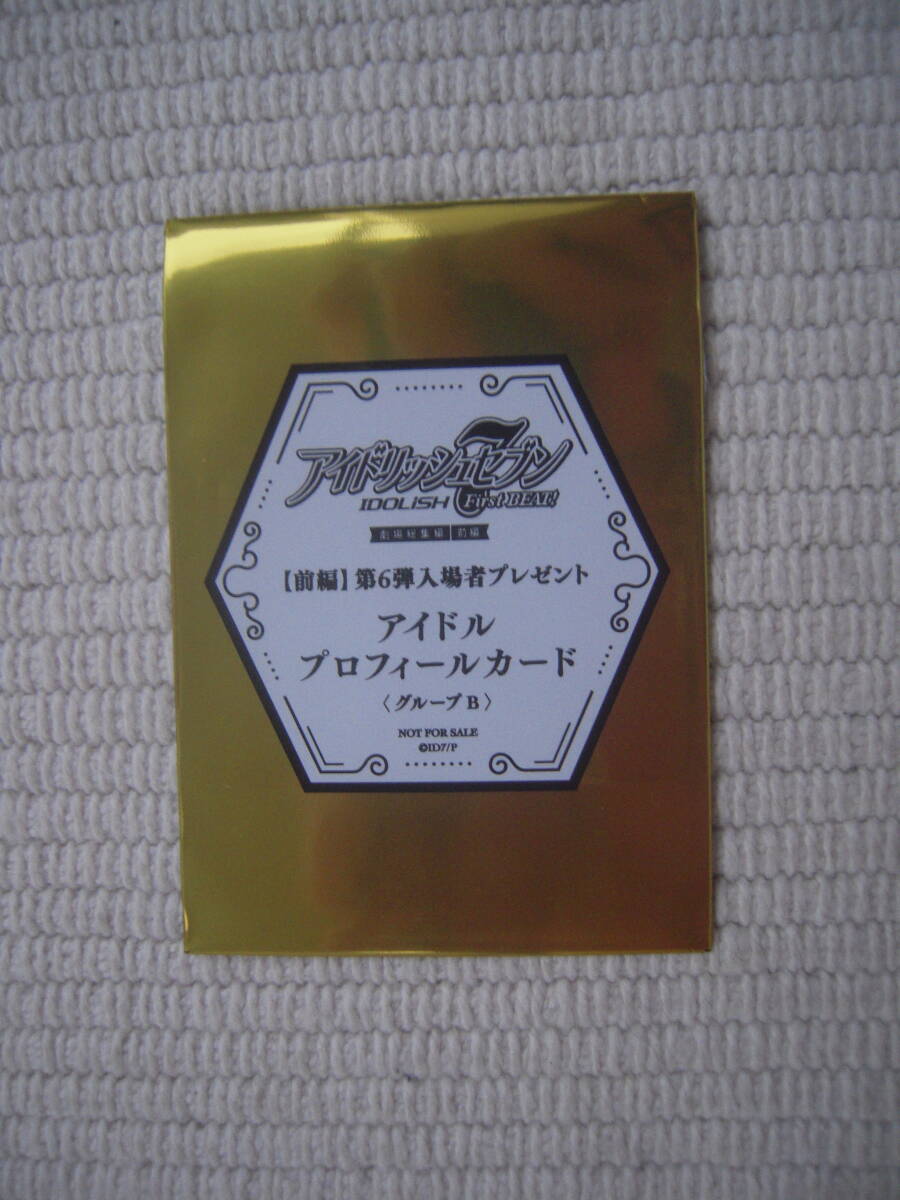 アイドリッシュセブン
IDOLiSH7 First BEAT!
劇場総集編 前編
【前編】第6弾入場者プレゼント
アイドル
プロフィールカード
〈グループB〉
NOT FOR SALE
©ID7/P